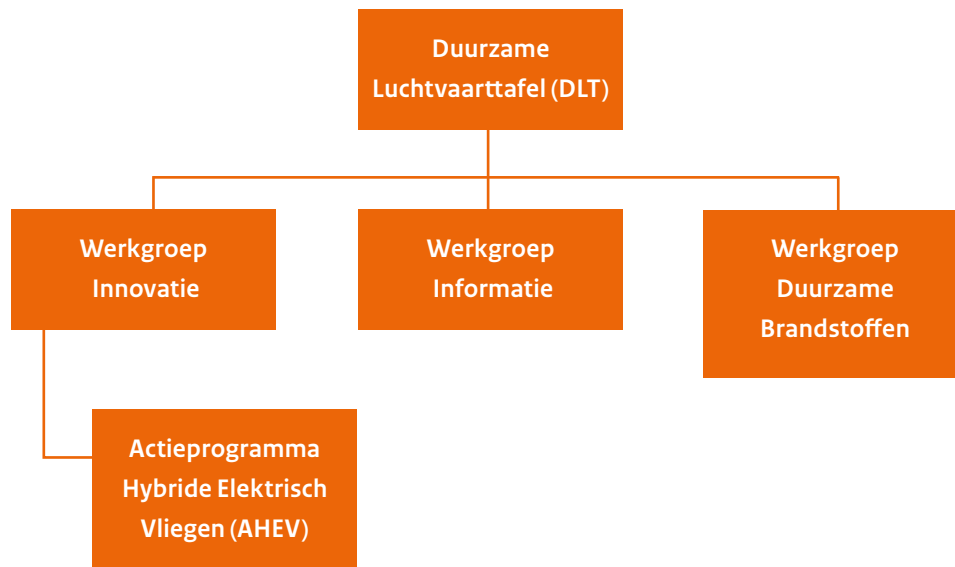 Duurzame
Luchtvaarttafel (DLT)
Werkgroep
Innovatie
Werkgroep
Informatie
Werkgroep
Duurzame
Brandstoffen
Actieprogramma
Hybride Elektrisch
Vliegen (AHEV)